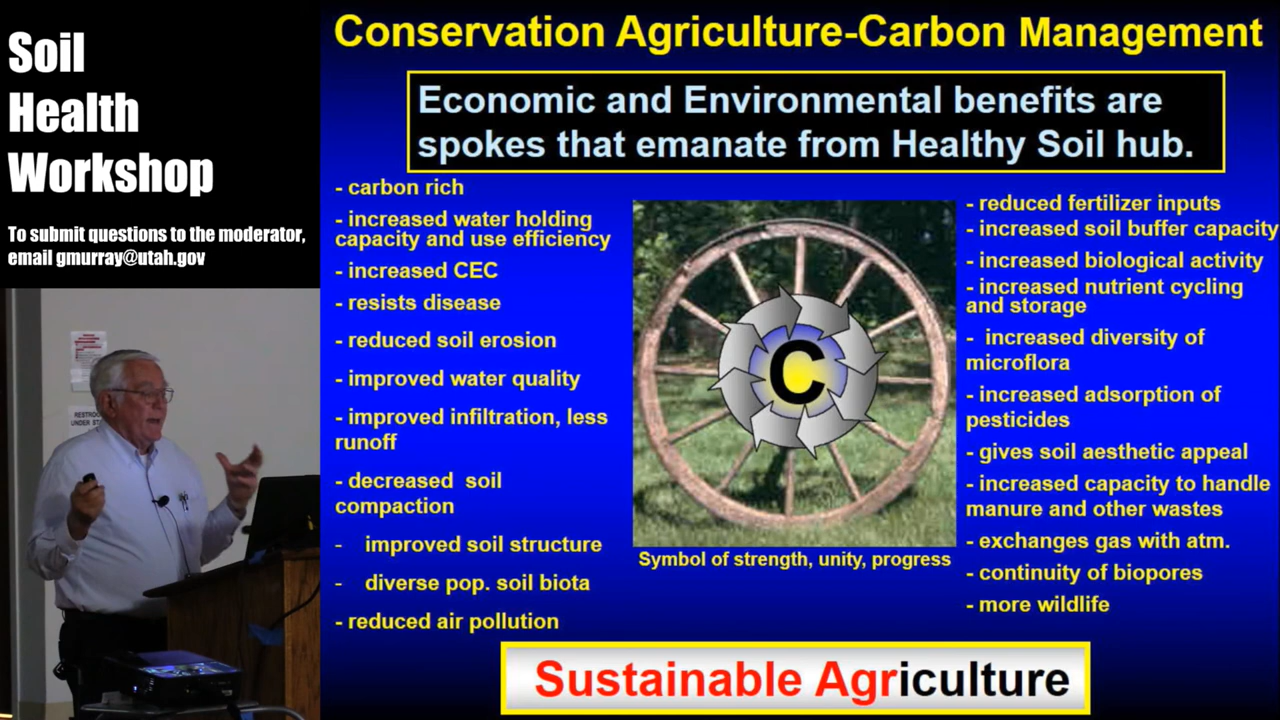 Soil
Health
Workshop
To submit questions to the moderator,
email gmurray@utah.gov
RESTROO
UNDER ST
Conservation Agriculture-Carbon Management
Economic and Environmental benefits are
spokes that emanate from Healthy Soil hub.
- carbon rich
- increased water holding
capacity and use efficiency
- increased CEC
- resists disease
- reduced soil erosion
- improved water quality
- improved infiltration, less
runoff
- decreased soil
compaction
- improved soil structure
- diverse pop. soil biota
- reduced air pollution
C
Symbol of strength, unity, progress
- reduced fertilizer inputs
- increased soil buffer capacity
- increased biological activity
- increased nutrient cycling
and storage
- increased diversity of
microflora
- increased adsorption of
pesticides
- gives soil aesthetic appeal
- increased capacity to handle
manure and other wastes
- exchanges gas with atm.
- continuity of biopores
- more wildlife
Sustainable Agriculture